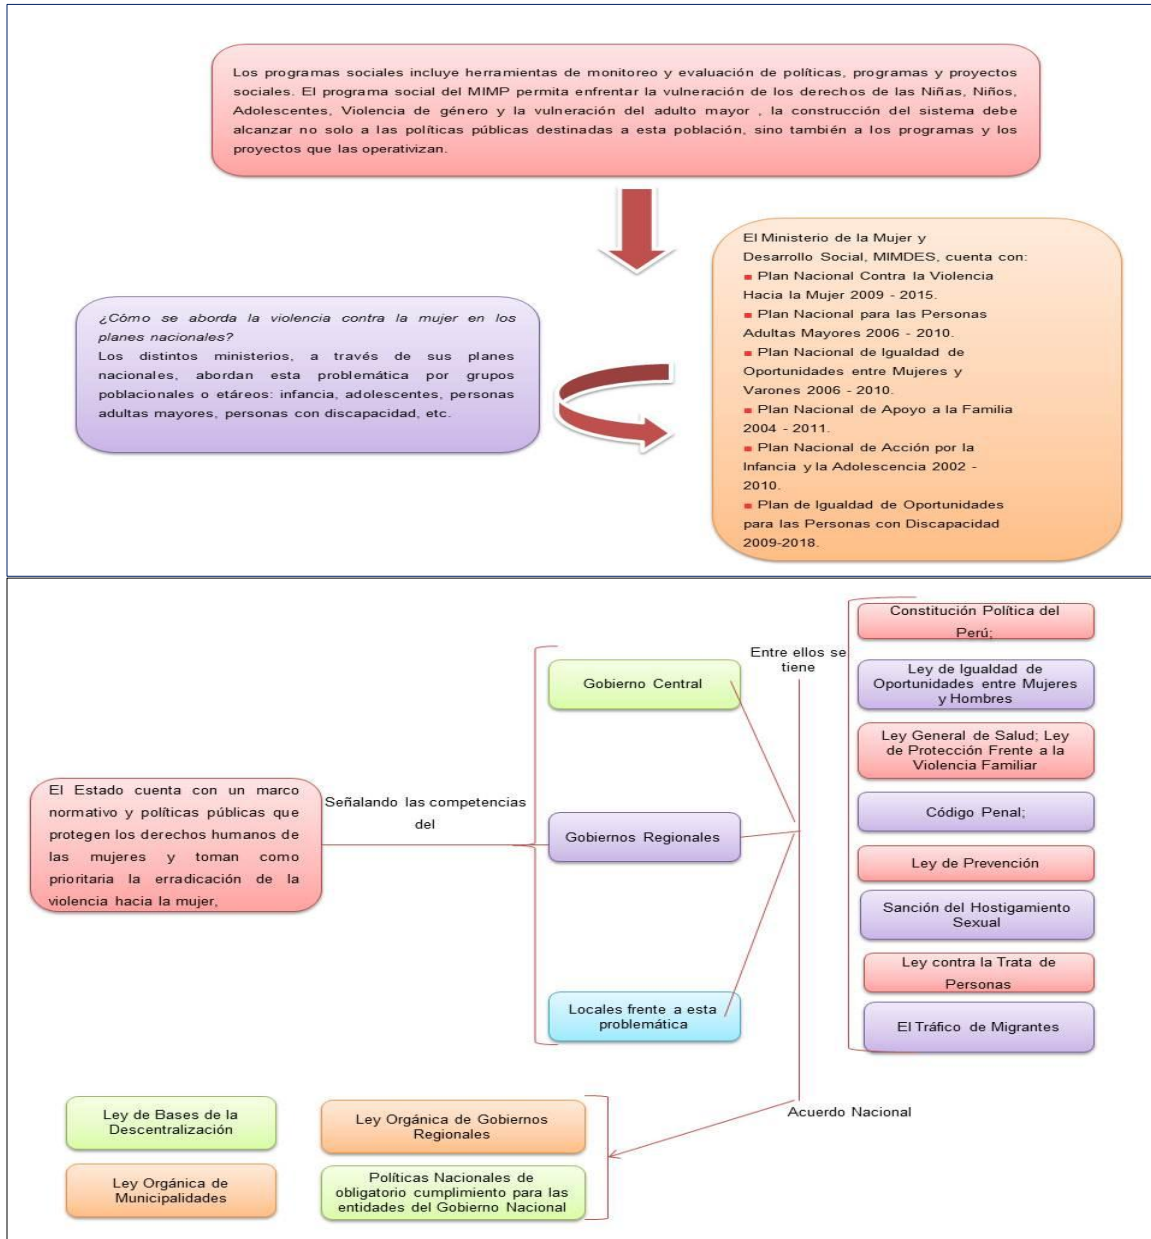 Los programas sociales incluye herramientas de monitoreo y evaluación de políticas, programas y proyectos
sociales. El programa social del MIMP permita enfrentar la vulneración de los derechos de las Niñas, Niños,
Adolescentes, Violencia de género y la vulneración del adulto mayor , la construcción del sistema debe
alcanzar no solo a las políticas públicas destinadas a esta población, sino también a los programas y los
proyectos que las operativizan.
¿Cómo se aborda la violencia contra la mujer en los
planes nacionales?
Los distintos ministerios, a través de sus planes
nacionales, abordan esta problemática por grupos
poblacionales o etáreos: infancia, adolescentes, personas
adultas mayores, personas con discapacidad, etc.
El Ministerio de la Mujer y
Desarrollo Social, MIMDES, cuenta con:
▪ Plan Nacional Contra la Violencia
Hacia la Mujer 2009 - 2015.
▪ Plan Nacional para las Personas
Adultas Mayores 2006 - 2010.
▪ Plan Nacional de Igualdad de
Oportunidades entre Mujeres y
Varones 2006 - 2010.
▪ Plan Nacional de Apoyo a la Familia
2004 - 2011.
▪ Plan Nacional de Acción por la
Infancia y la Adolescencia 2002 -
2010.
▪ Plan de Igualdad de Oportunidades
para las Personas con Discapacidad
2009-2018.
El Estado cuenta con un marco
normativo y políticas públicas que
protegen los derechos humanos de
las mujeres y toman como
prioritaria la erradicación de la
violencia hacia la mujer,
Señalando las competencias
del
Gobierno Central
Gobiernos Regionales
Locales frente a esta
problemática
Entre ellos se
tiene
Constitución Política del
Perú;
Ley de Igualdad de
Oportunidades entre Mujeres
y Hombres
Ley General de Salud; Ley
de Protección Frente a la
Violencia Familiar
Código Penal;
Ley de Prevención
Sanción del Hostigamiento
Sexual
Ley contra la Trata de
Personas
El Tráfico de Migrantes
Acuerdo Nacional
Ley de Bases de la
Descentralización
Ley Orgánica de Gobiernos
Regionales
Ley Orgánica de
Municipalidades
Políticas Nacionales de
obligatorio cumplimiento para las
entidades del Gobierno Nacional